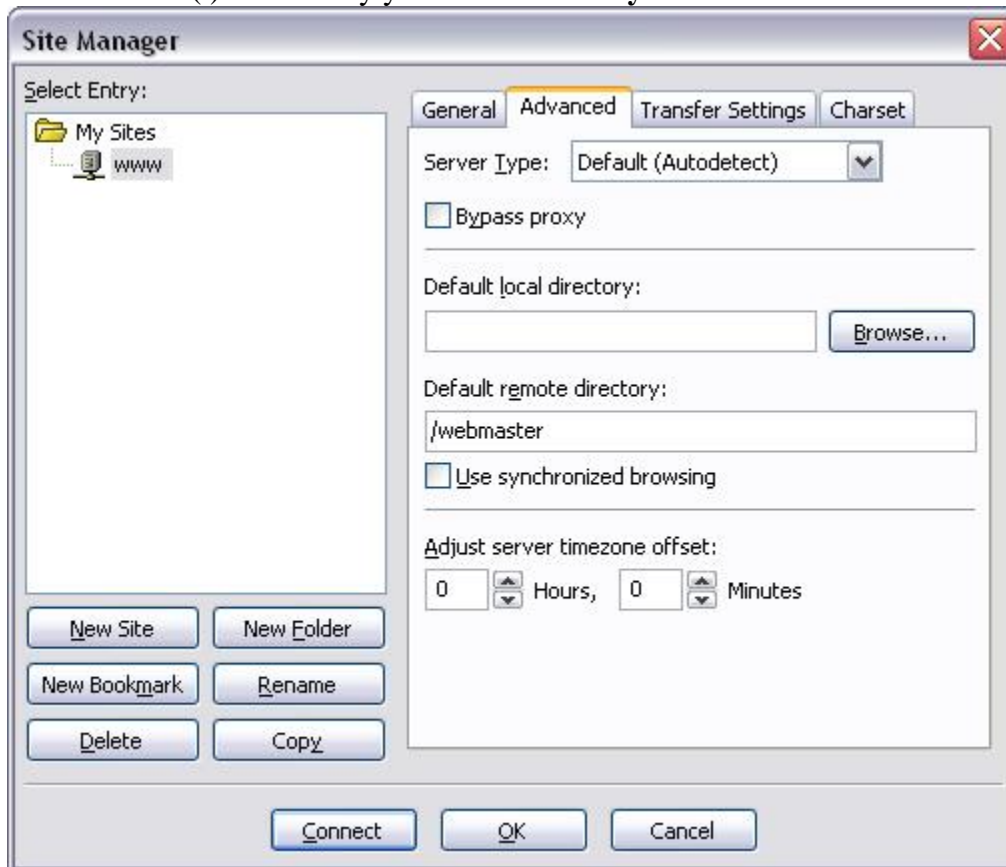 Site Manager
Select Entry:
My Sites
www
New Site
New Folder
New Bookmark
Rename
Delete
Copy
General
Advanced
Transfer Settings
Charset
Server Type:
Default (Autodetect)
Bypass proxy
Default local directory:
Browse...
Default remote directory:
/webmaster
Use synchronized browsing
Adjust server timezone offset:
0 Hours, 0 Minutes
Connect
OK
Cancel